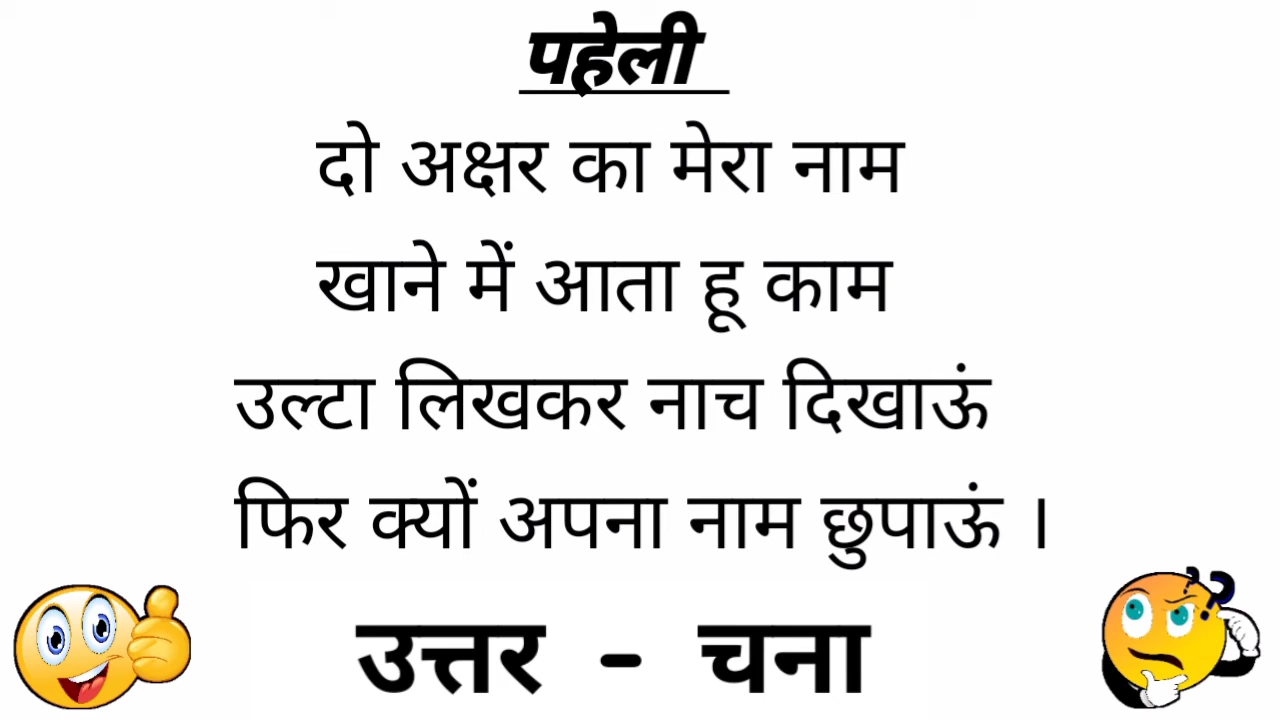 पहेली
दो अक्षर का मेरा नाम
खाने में आता हू काम
उल्टा लिखकर नाच दिखाऊं
फिर क्यों अपना नाम छुपाऊं ।
उत्तर - चना